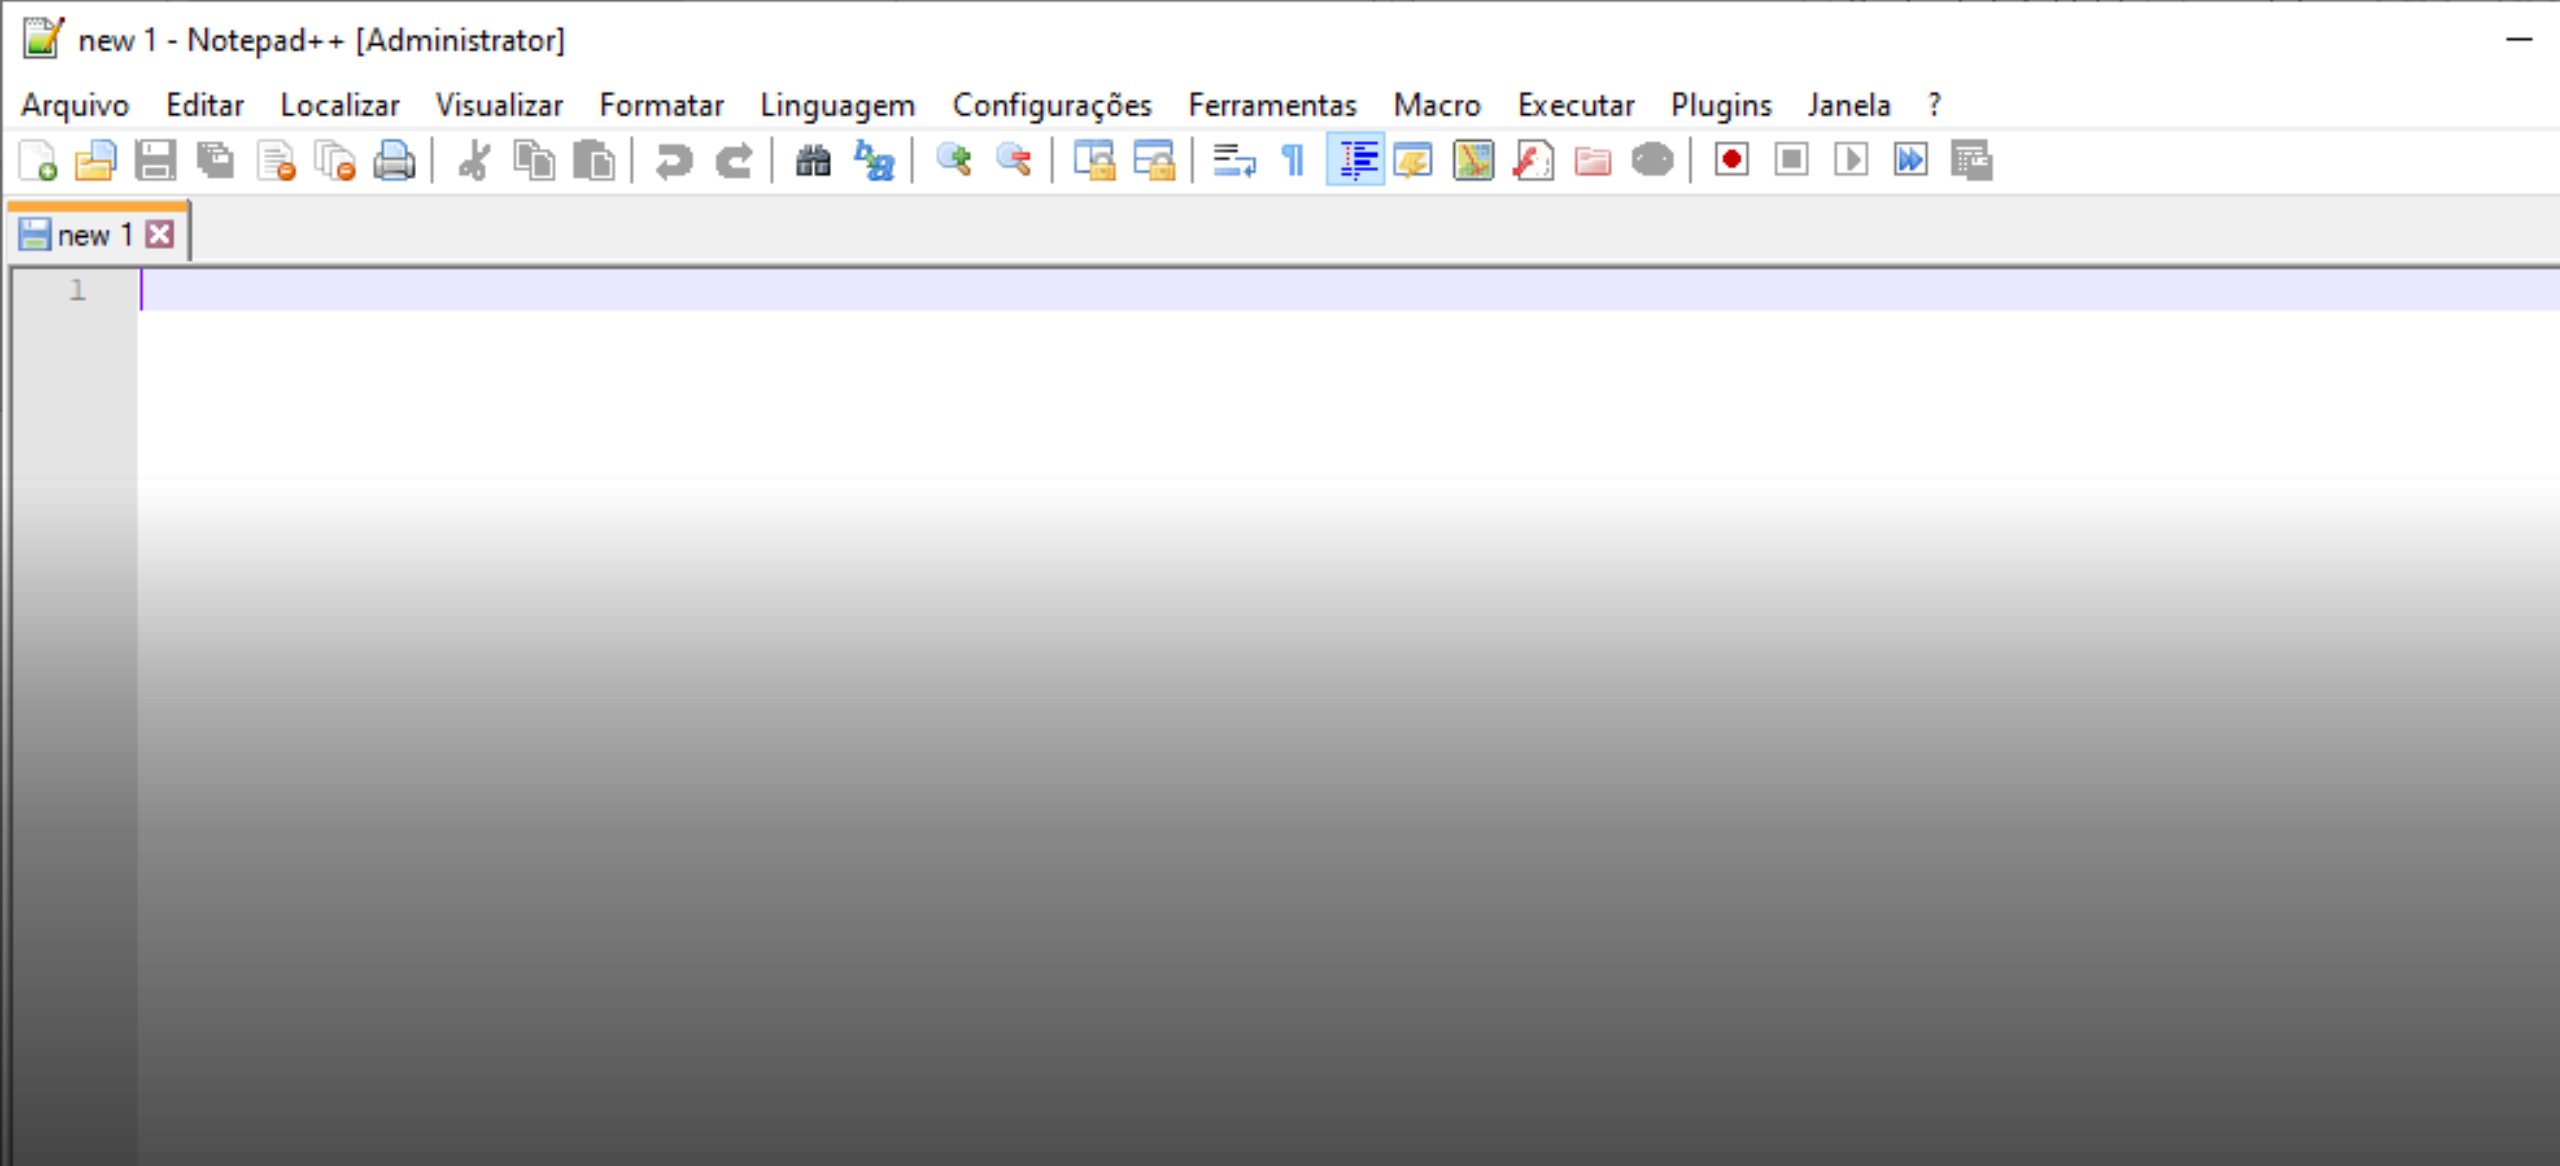 new 1 - Notepad++ [Administrator]
Arquivo Editar Localizar Visualizar Formatar Linguagem Configurações Ferramentas Macro Executar Plugins Janela ?
new 1
1